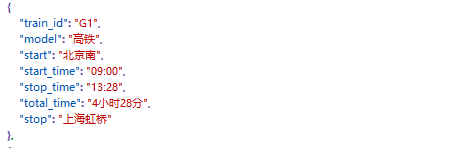 {
"train_id": "G1",
"model": "高铁",
"start": "北京南",
"start_time": "09:00"
"stop_time": "13:28",
"total_time": "4小时28分",
"stop": "上海虹桥"
},